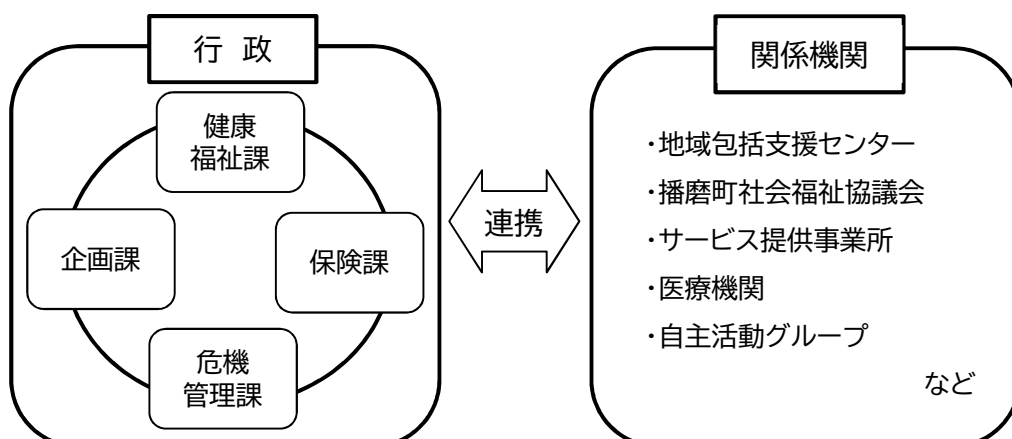 行 政
健康
福祉課
企画課
保険課
危機
管理課
連携
関係機関
・地域包括支援センター
・播磨町社会福祉協議会
・サービス提供事業所
・医療機関
・自主活動グループ
など